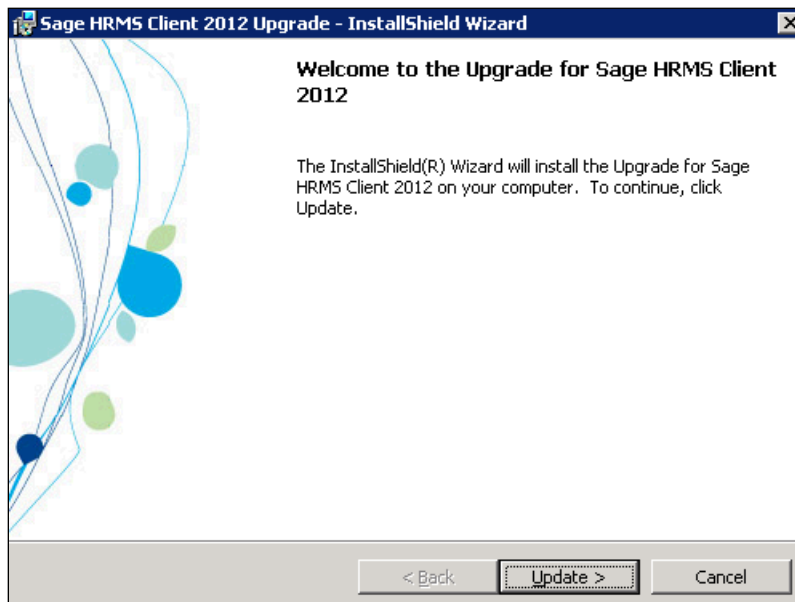 Sage HRMS Client 2012 Upgrade - InstallShield Wizard
Welcome to the Upgrade for Sage HRMS Client
2012
The InstallShield(R) Wizard will install the Upgrade for Sage
HRMS Client 2012 on your computer. To continue, click
Update.
< Back
Update >
Cancel